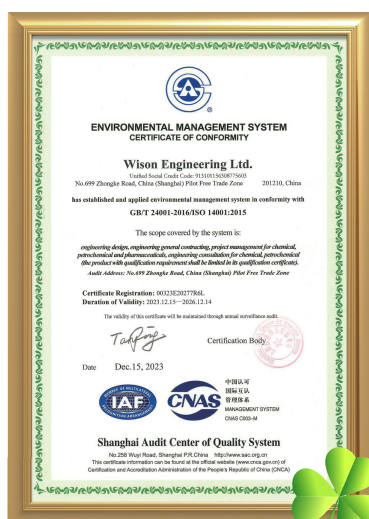 ENVIRONMENTAL MANAGEMENT SYSTEM
CERTIFICATE OF CONFORMITY
Wison Engineering Ltd.
Unified Social Credit Code: 913101156308775603
No.699 Zhongke Road, China (Shanghai) Pilot Free Trade Zone 201210, China
has established and applied environmental management system in conformity with
GB/T 24001-2016/ISO 14001:2015
The scope covered by the system is:
engineering design, engineering general contracting, project management for chemical,
petrochemical and pharmaceuticals, engineering consultation for chemical, petrochemical
(the product with qualification requirement shall be limited in its qualification certificate).
Audit Address: No.699 Zhongke Road, China (Shanghai) Pilot Free Trade Zone
Certificate Registration: 00323E20277R6L
Duration of Validity: 2023.12.15—2026.12.14
The validity of this certificate will be maintained through annual surveillance audit.
Certification Body
Date Dec.15, 2023
IAF
CNAS
中国认可
国际互认
管理体系
MANAGEMENT SYSTEM
CNAS C003-M
Shanghai Audit Center of Quality System
No.258 Wuyi Road, Shanghai P.R.China http://www.sac.org.cn
This certificate information can be found at the official website (www.cnca.gov.cn) of
Certification and Accreditation Administration of the People's Republic of China (CNCA)